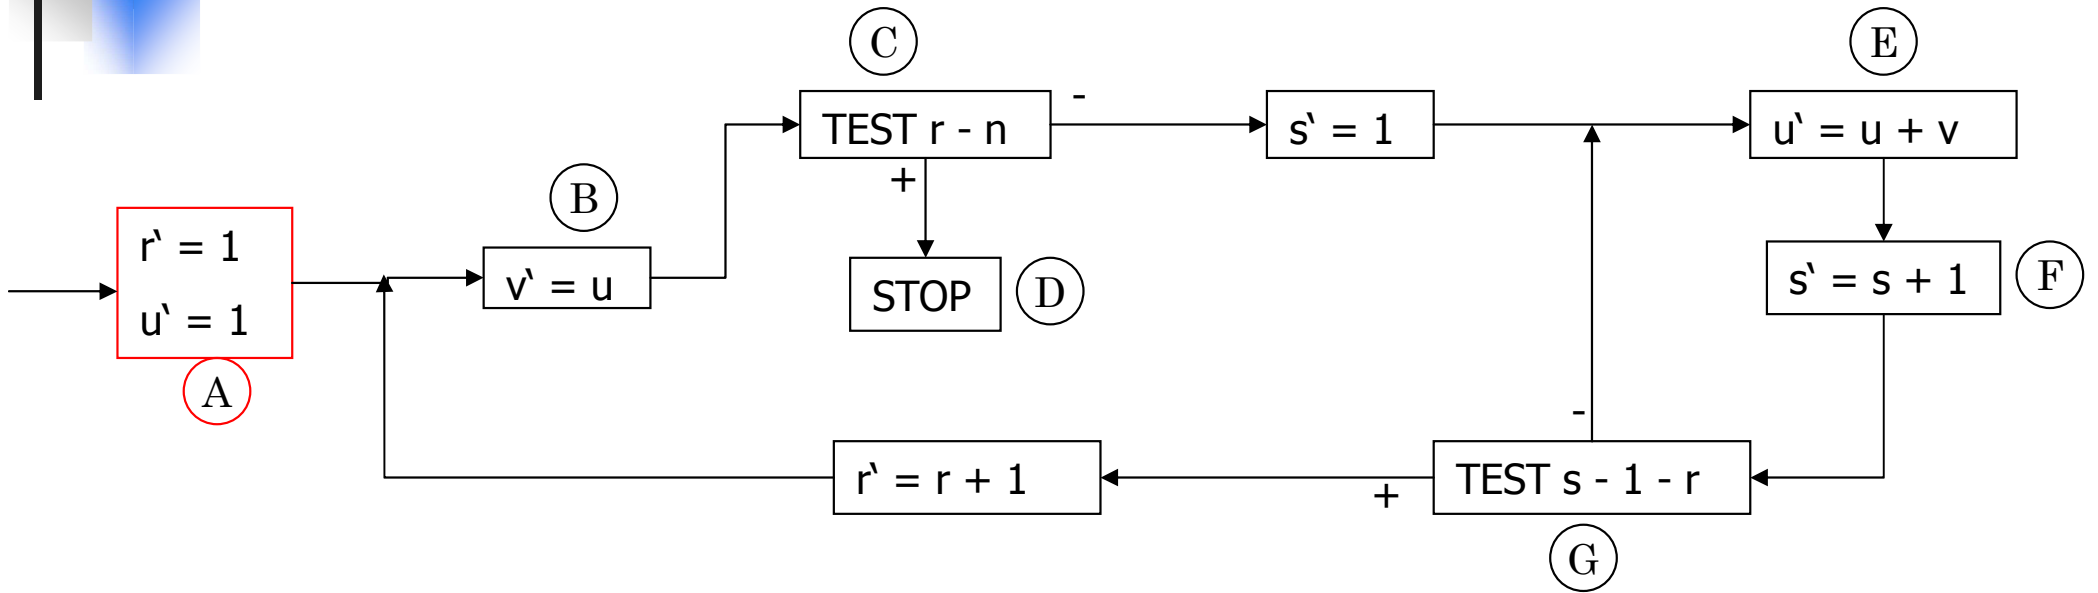 C
E
TEST r - n
-
s‘ = 1
u‘ = u + v
+
B
r‘ = 1
u‘ = 1
v‘ = u
STOP
D
s‘ = s + 1
F
A
-
r‘ = r + 1
+
TEST s - 1 - r
G